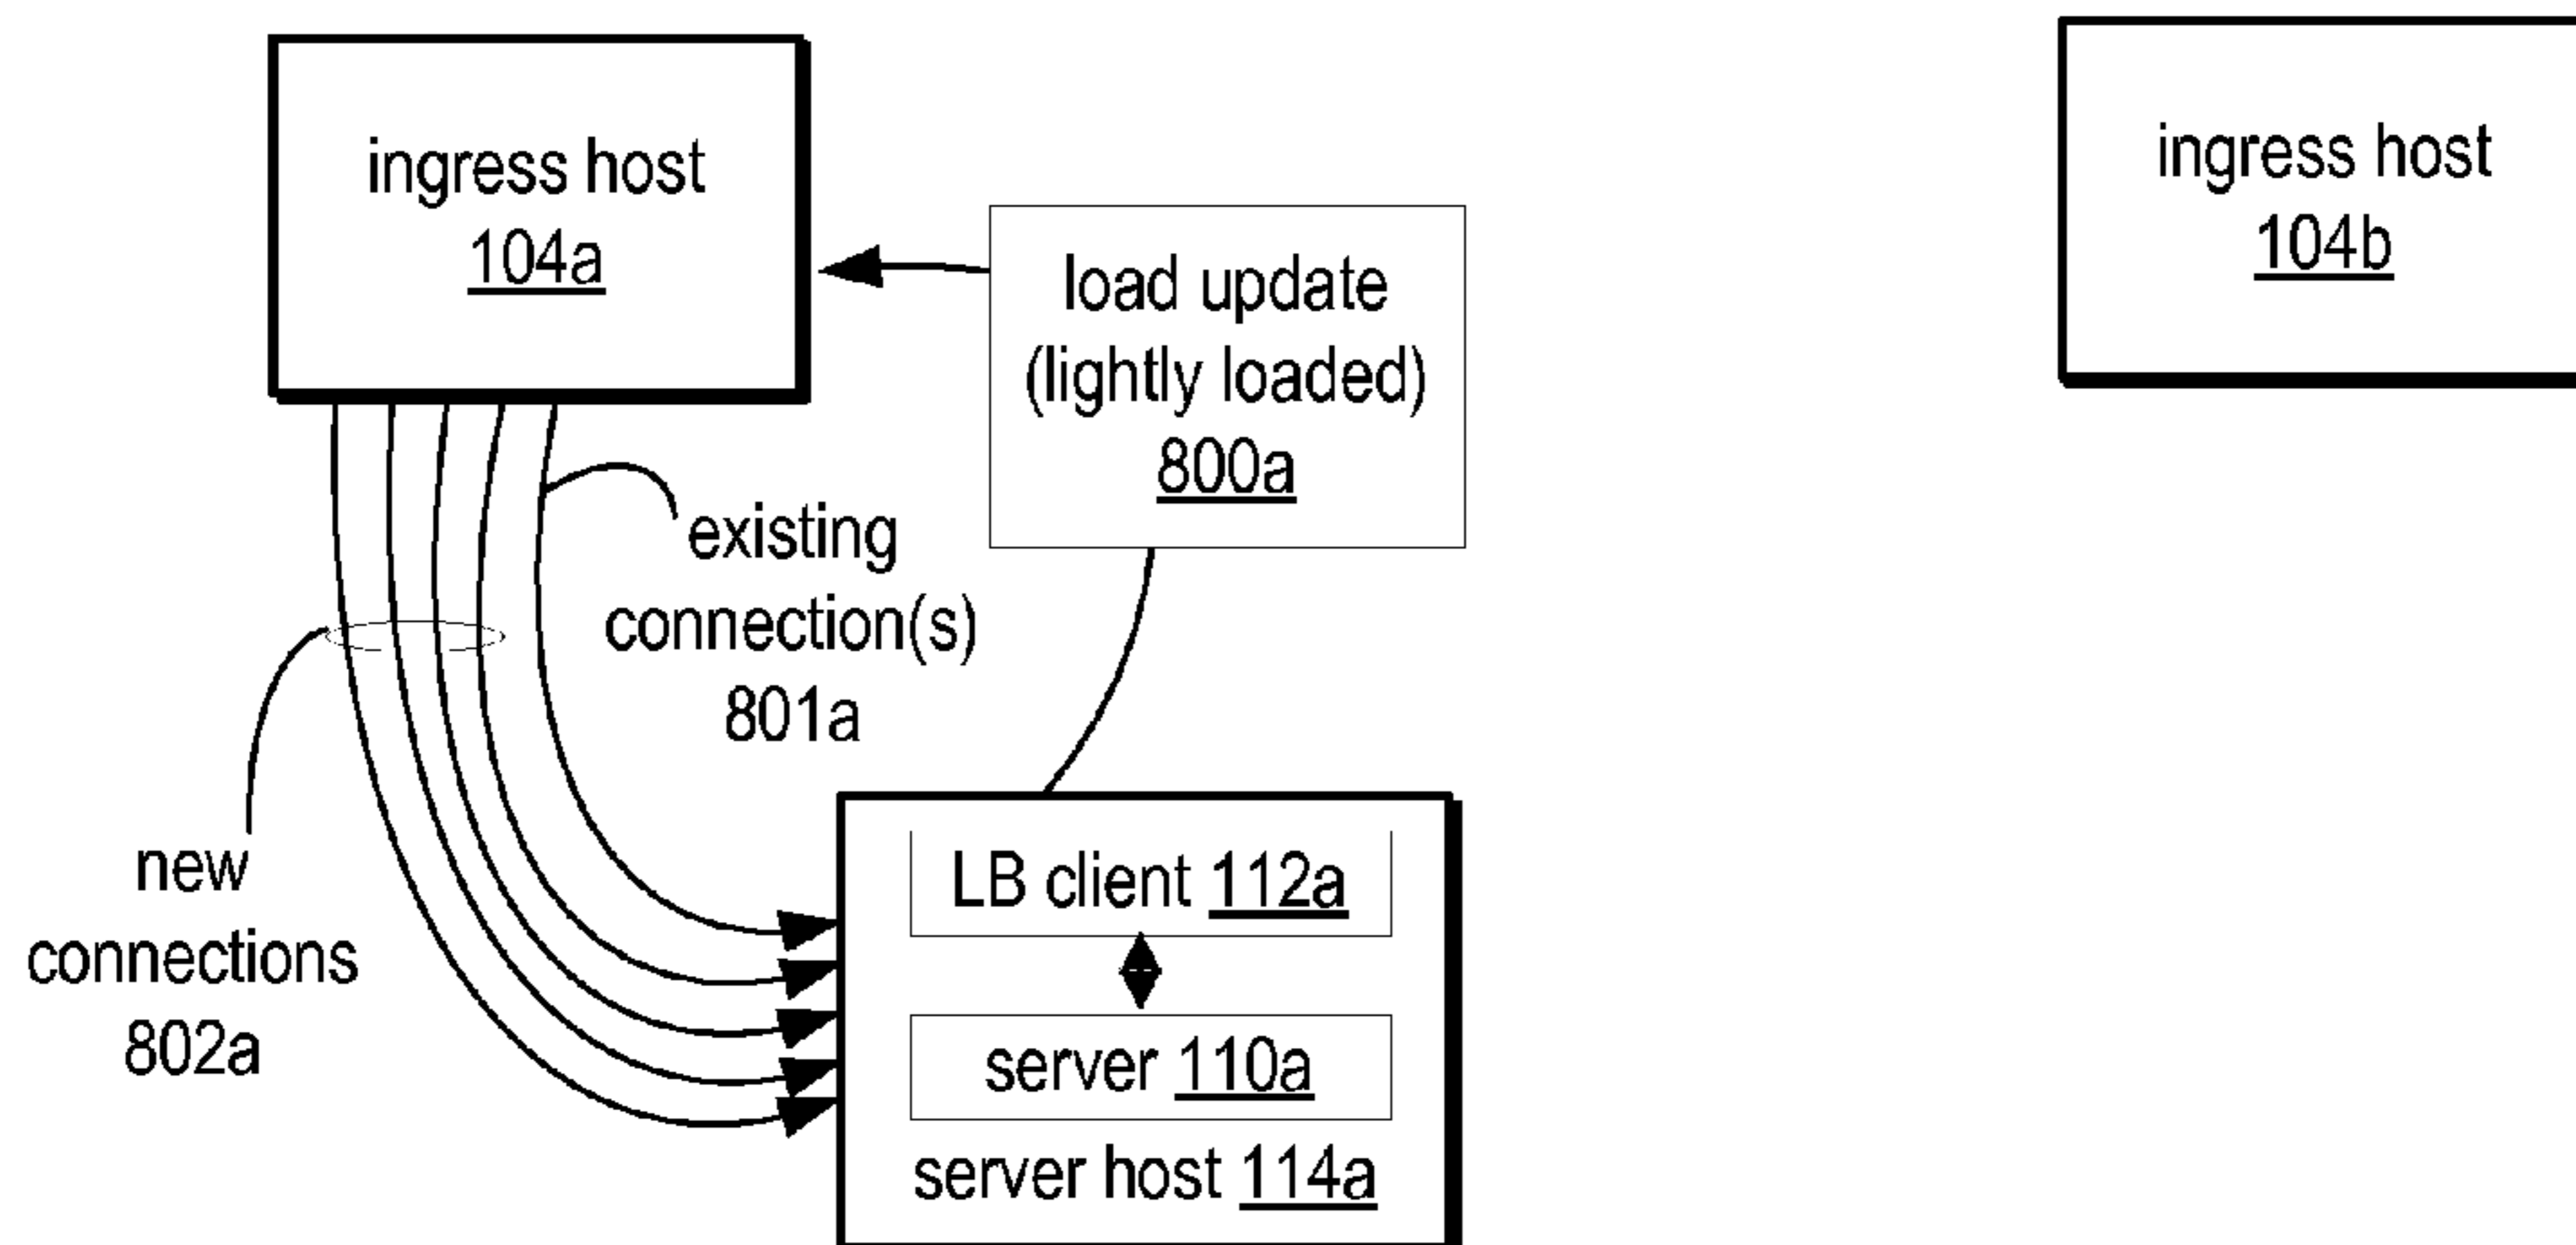 ingress host
104a
load update
(lightly loaded)
800a
existing
connection(s)
801a
new
connections
802a
LB client 112a
server 110a
server host 114a
ingress host
104b